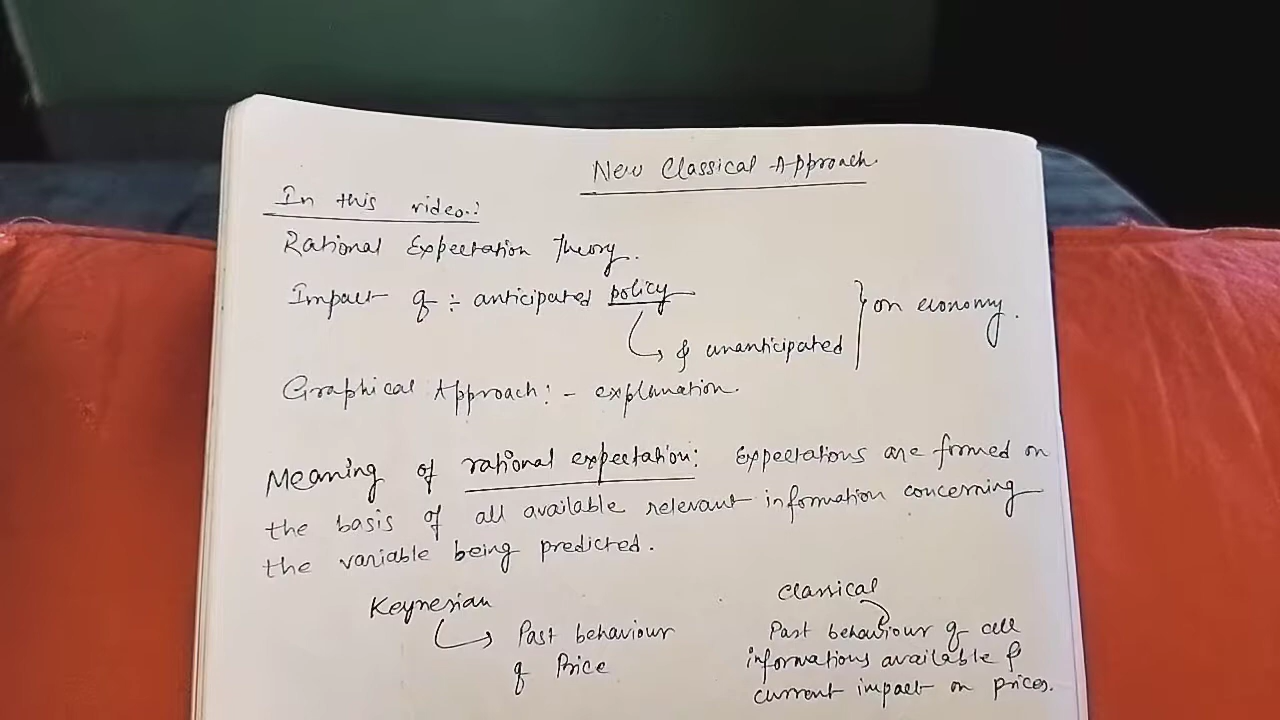 New Classical Approach.
In this video:
Rational Expectation Theory.
Impact of :- anticipated policy
& unanticipated } on economy.
Graphical Approach: - explanation.
Meaning of rational expectation: Expectations are formed on
the basis of all available relevant information concerning
the variable being predicted.
Keynesian
Past behaviour
of Price
Classical
Past behaviour of all
informations available &
current impact on prices.